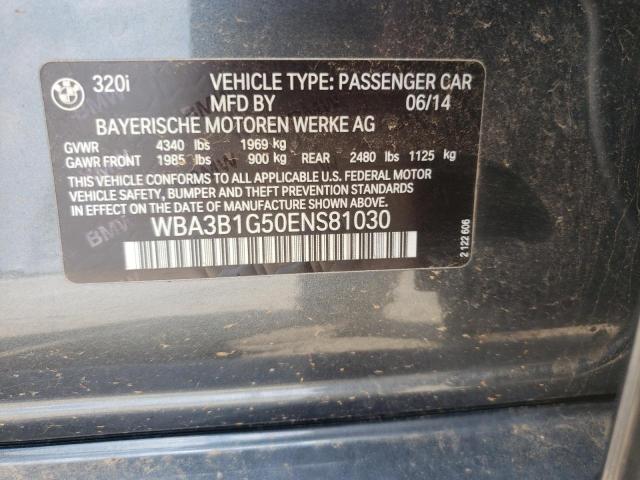 320i VEHICLE TYPE: PASSENGER CAR
MFD BY 06/14
BAYERISCHE MOTOREN WERKE AG
GVWR 4340 lbs 1969 kg
GAWR FRONT 1985 lbs 900 kg REAR 2480 lbs 1125 kg
THIS VEHICLE CONFORMS TO ALL APPLICABLE U.S. FEDERAL MOTOR
VEHICLE SAFETY, BUMPER AND THEFT PREVENTION STANDARDS
IN EFFECT ON THE DATE OF MANUFACTURE SHOWN ABOVE.
WBA3B1G50ENS81030
2 122 606
BMW
BMW
BMW